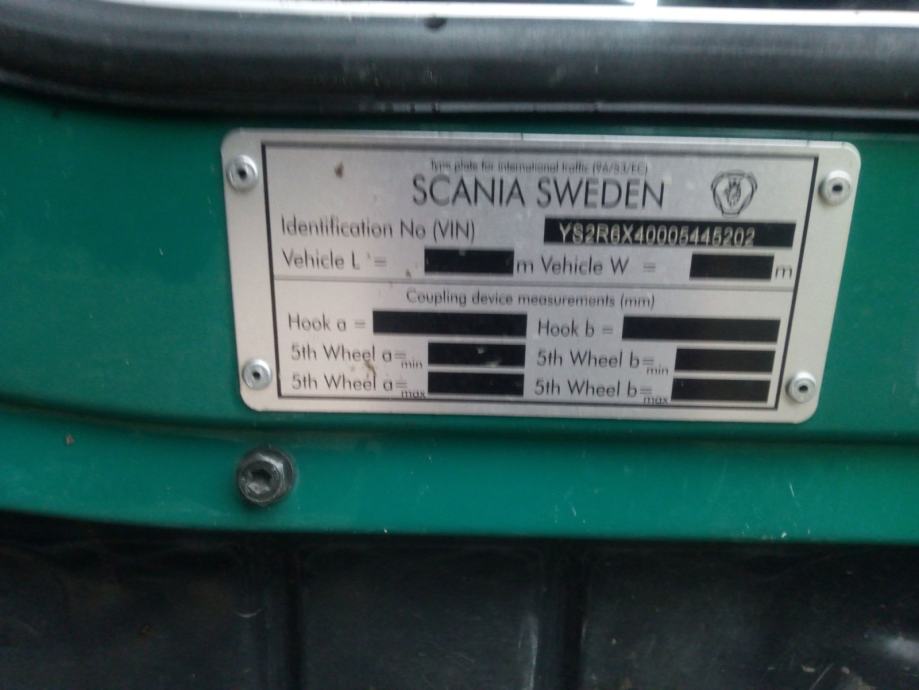 Type plate for international traffic (96/53/EC)
SCANIA SWEDEN
Identification No (VIN) YS2R6X40005445202
Vehicle L = m Vehicle W = m
Coupling device measurements (mm)
Hook a = Hook b =
5th Wheel a= min 5th Wheel b= min
5th Wheel a= max 5th Wheel b= max